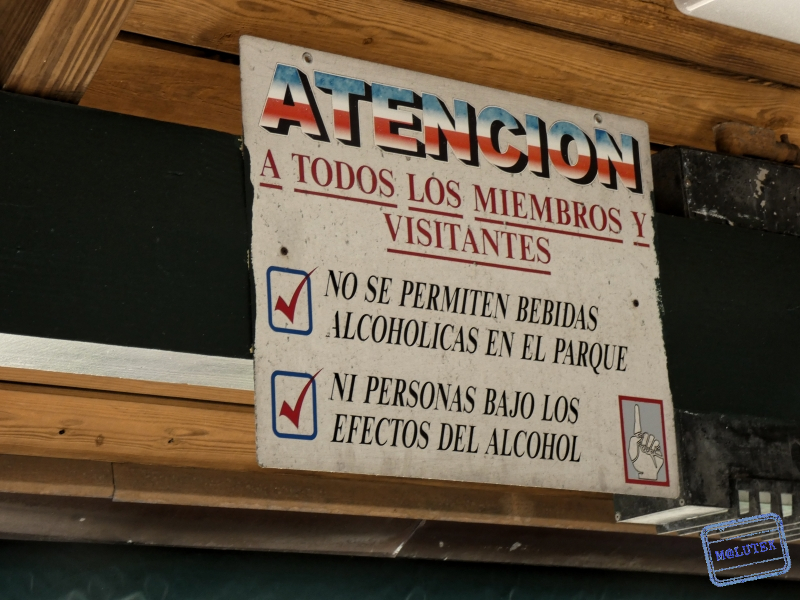 ATENCION
A TODOS LOS MIEMBROS Y
VISITANTES
NO SE PERMITEN BEBIDAS
ALCOHOLICAS EN EL PARQUE
NI PERSONAS BAJO LOS
EFECTOS DEL ALCOHOL
M@LUTKA